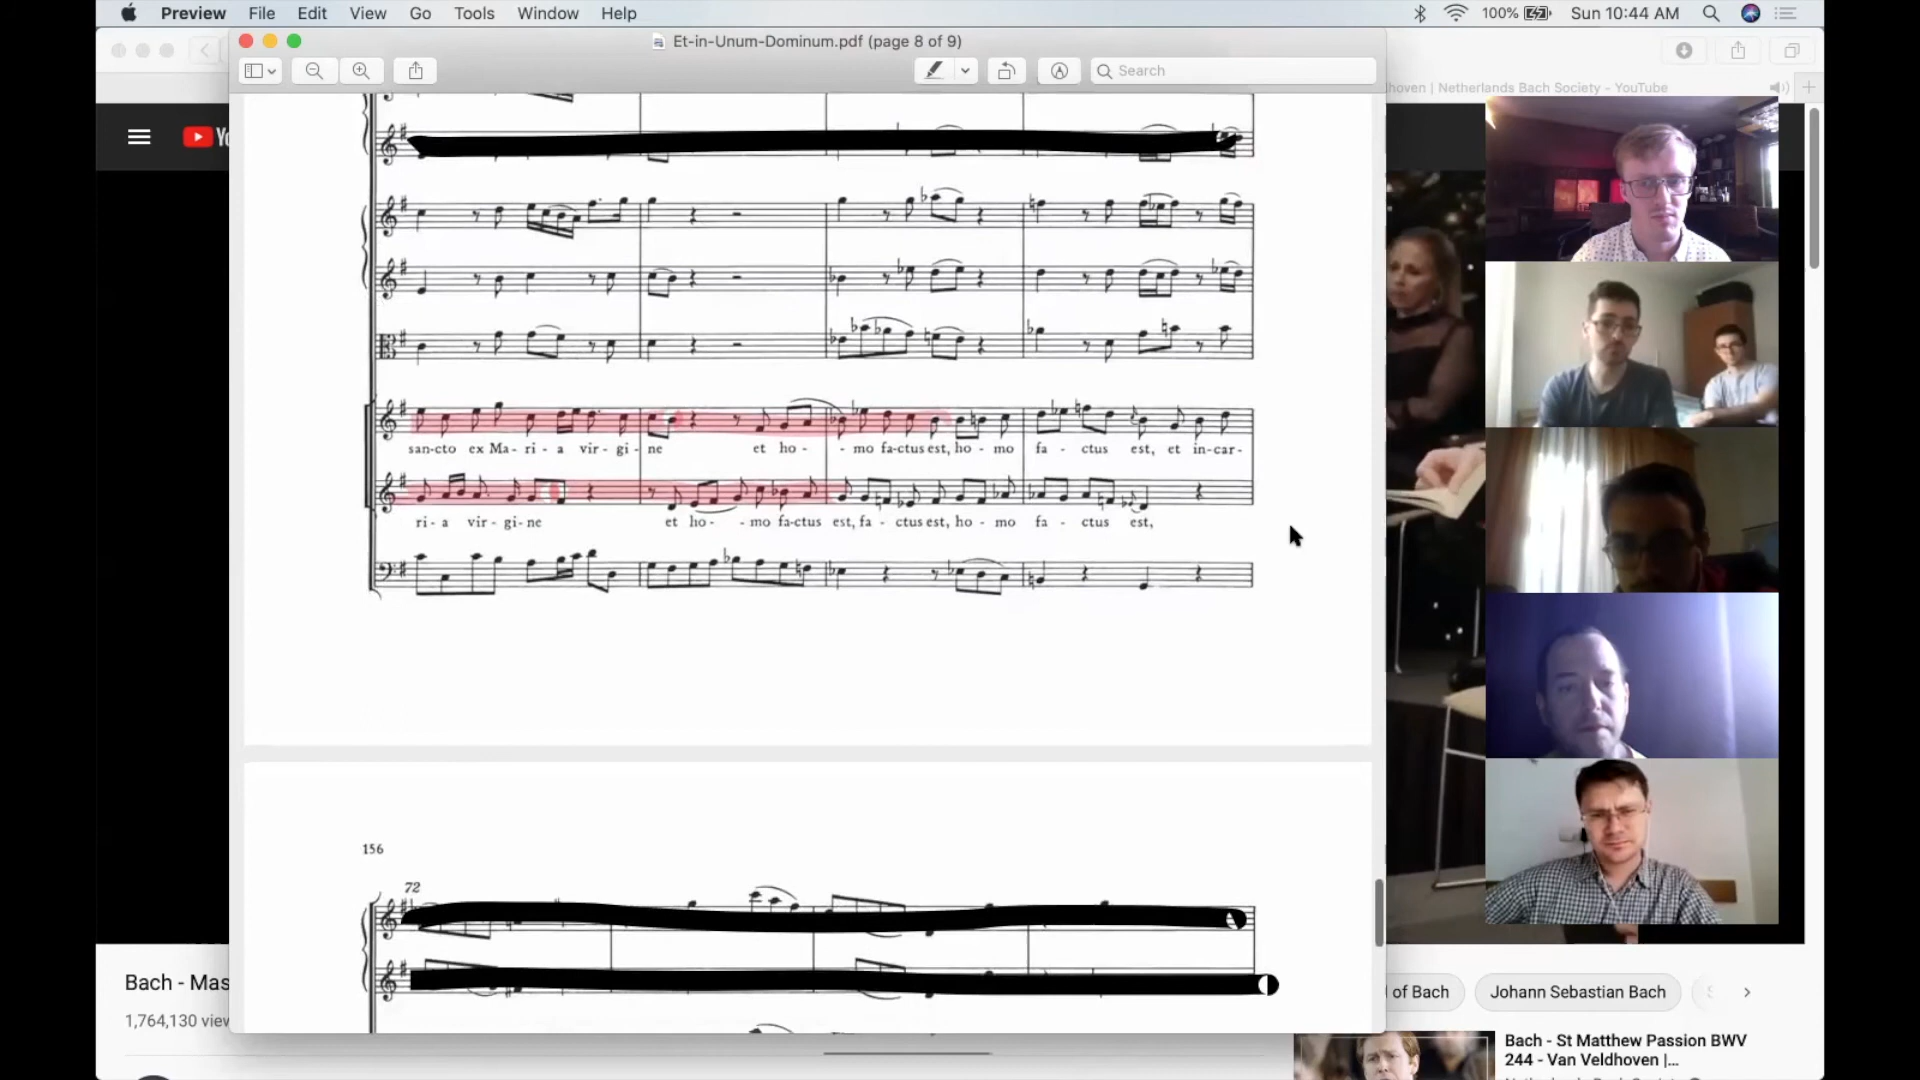 Preview File Edit View Go Tools Window Help 100% Sun 10:44 AM
Et-in-Unum-Dominum.pdf (page 8 of 9)
Search
hoven | Netherlands Bach Society - YouTube
san-cto ex Ma - ri - a vir - gi - ne et ho - - mo fa-ctus est, ho - mo fa - ctus est, et in-car-
ri - a vir - gi - ne et ho - - mo fa-ctus est, fa - ctus est, ho - mo fa - ctus est,
156
72
Bach - Mas
1,764,130 view
l of Bach
Johann Sebastian Bach
Bach - St Matthew Passion BWV
244 - Van Veldhoven |...